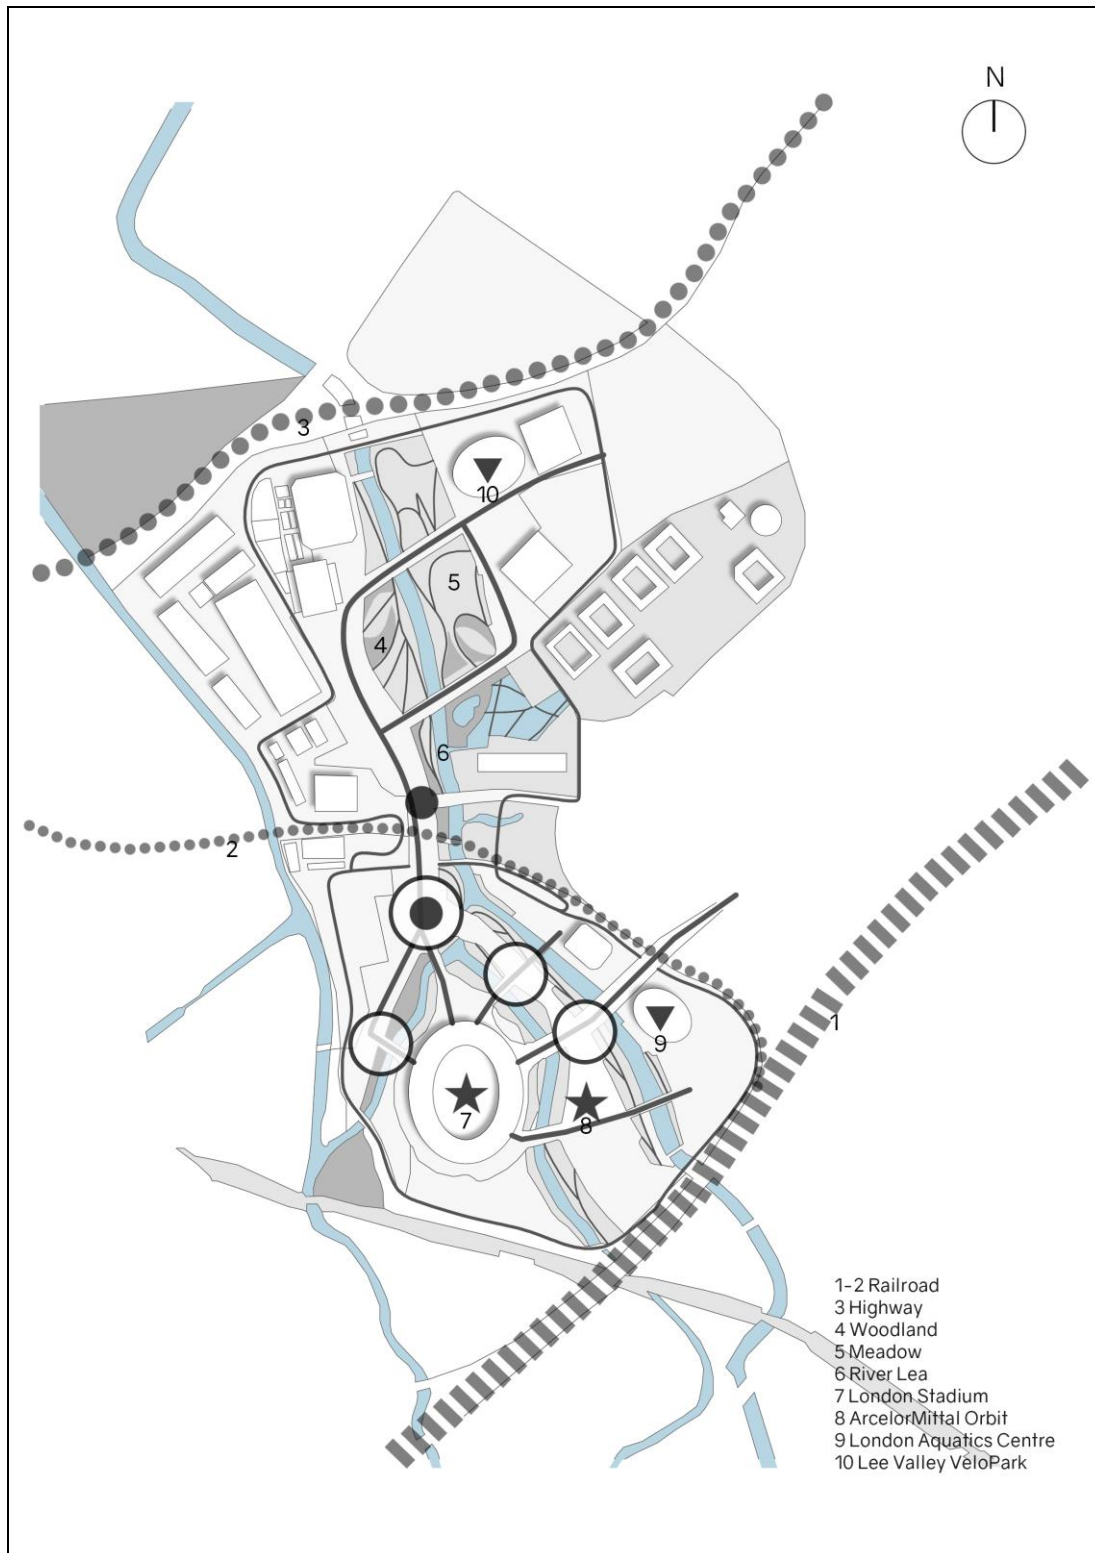 N
3
10
5
4
6
2
1
9
7
8
1-2 Railroad
3 Highway
4 Woodland
5 Meadow
6 River Lea
7 London Stadium
8 ArcelorMittal Orbit
9 London Aquatics Centre
10 Lee Valley VeloPark